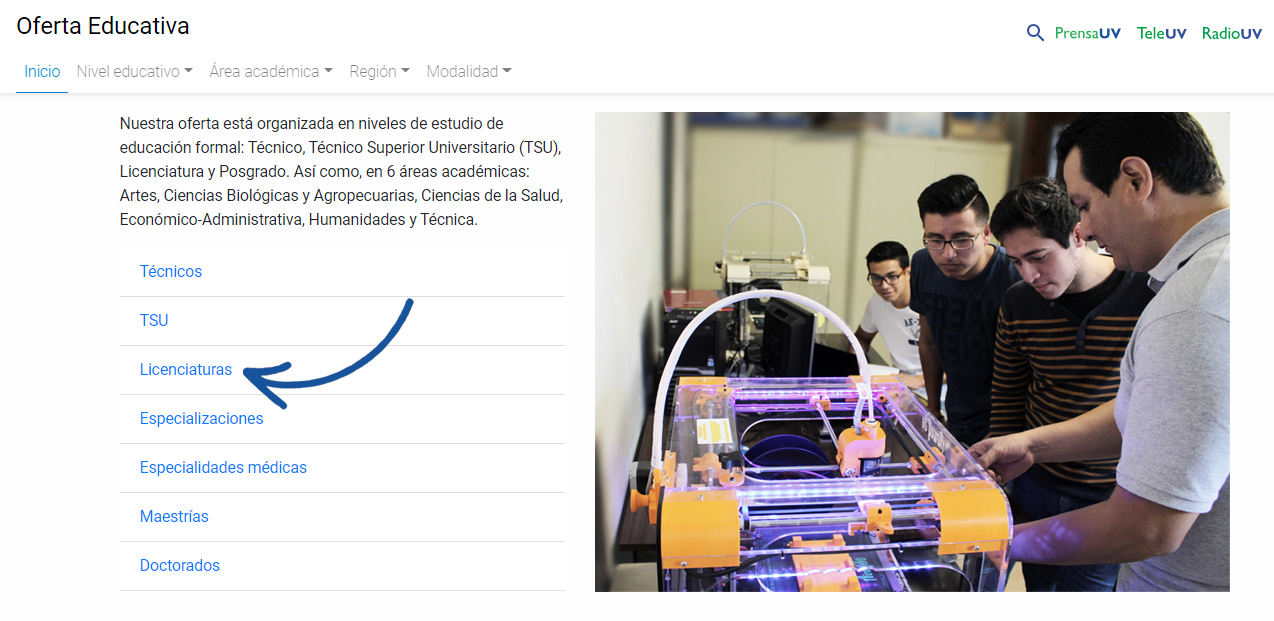 Oferta Educativa
PrensaUV TeleUV RadioUV
Inicio Nivel educativo Área académica Región Modalidad
Nuestra oferta está organizada en niveles de estudio de
educación formal: Técnico, Técnico Superior Universitario (TSU),
Licenciatura y Posgrado. Así como, en 6 áreas académicas:
Artes, Ciencias Biológicas y Agropecuarias, Ciencias de la Salud,
Económico-Administrativa, Humanidades y Técnica.
Técnicos
TSU
Licenciaturas
Especializaciones
Especialidades médicas
Maestrías
Doctorados